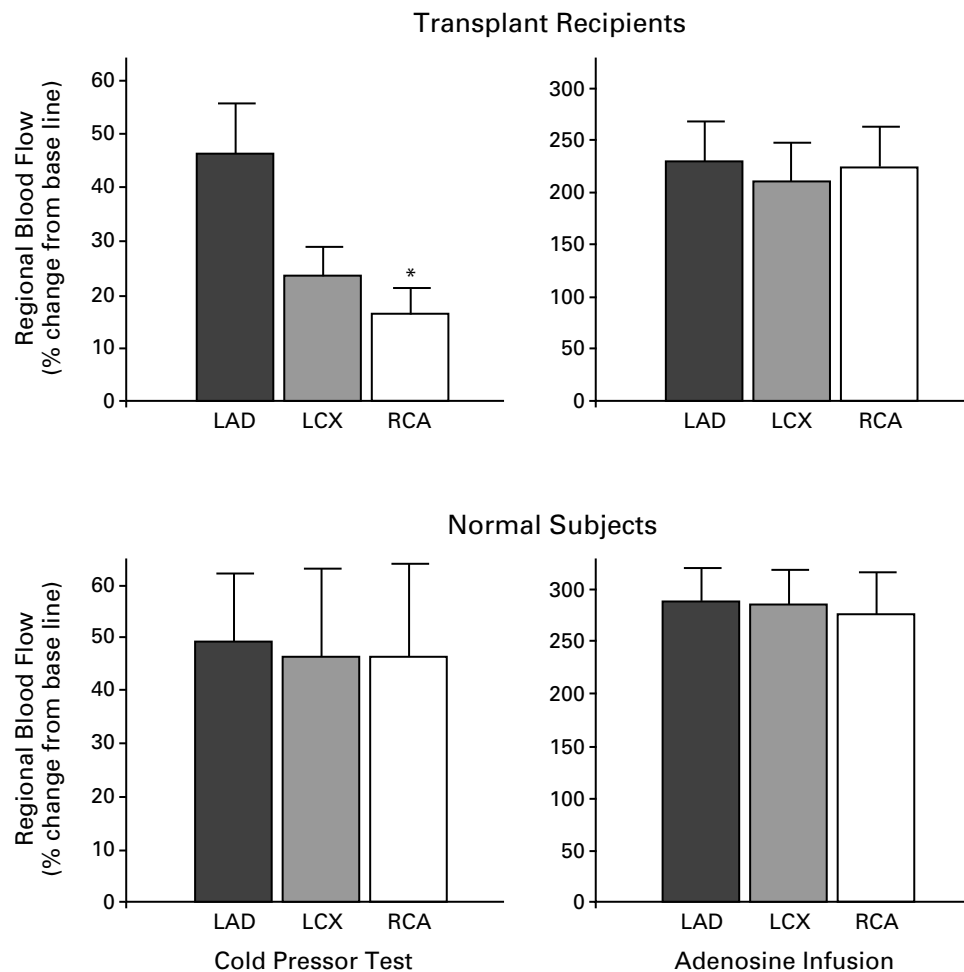 Transplant Recipients
Regional Blood Flow
(% change from base line)
60
50
40
30
20
10
0
*
LAD LCX RCA
300
250
200
150
100
50
0
LAD LCX RCA
Normal Subjects
Regional Blood Flow
(% change from base line)
60
50
40
30
20
10
0
LAD LCX RCA
Cold Pressor Test
300
250
200
150
100
50
0
LAD LCX RCA
Adenosine Infusion